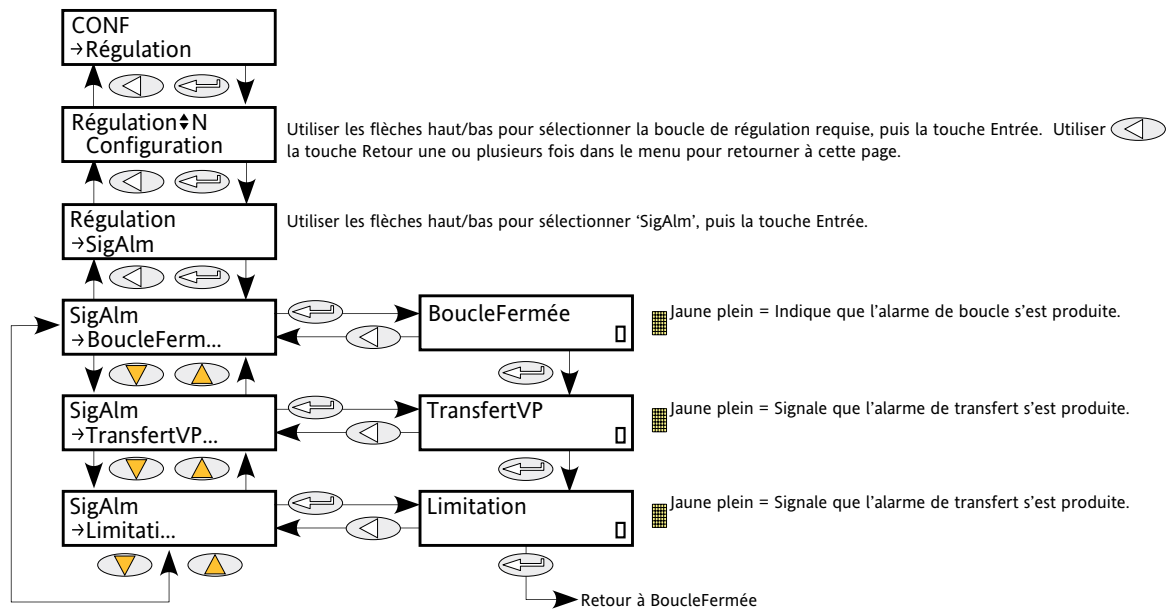 CONF
→Régulation
Régulation♦N
Configuration
Utiliser les flèches haut/bas pour sélectionner la boucle de régulation requise, puis la touche Entrée. Utiliser
la touche Retour une ou plusieurs fois dans le menu pour retourner à cette page.
Régulation
→SigAlm
Utiliser les flèches haut/bas pour sélectionner ‘SigAlm’, puis la touche Entrée.
SigAlm
→BoucleFerm...
BoucleFermée
Jaune plein = Indique que l’alarme de boucle s’est produite.
SigAlm
→TransfertVP...
TransfertVP
Jaune plein = Signale que l’alarme de transfert s’est produite.
SigAlm
→Limitati...
Limitation
Jaune plein = Signale que l’alarme de transfert s’est produite.
Retour à BoucleFermée